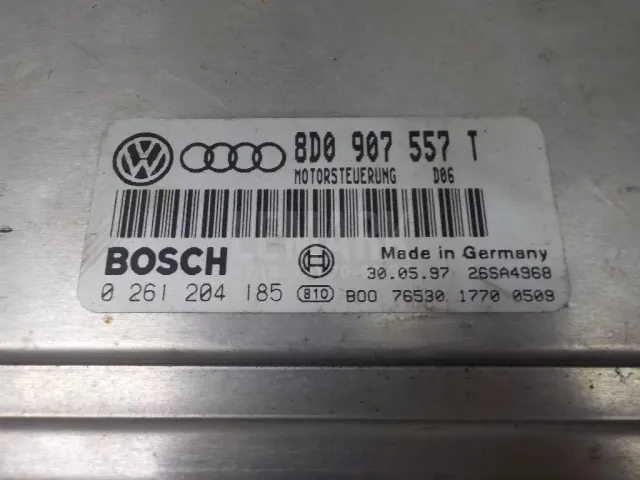 8D0 907 557 T
MOTORSTEUERUNG D06
BOSCH
Made in Germany
30.05.97 26SA4968
0 261 204 185 810 B00 76530 1770 0509